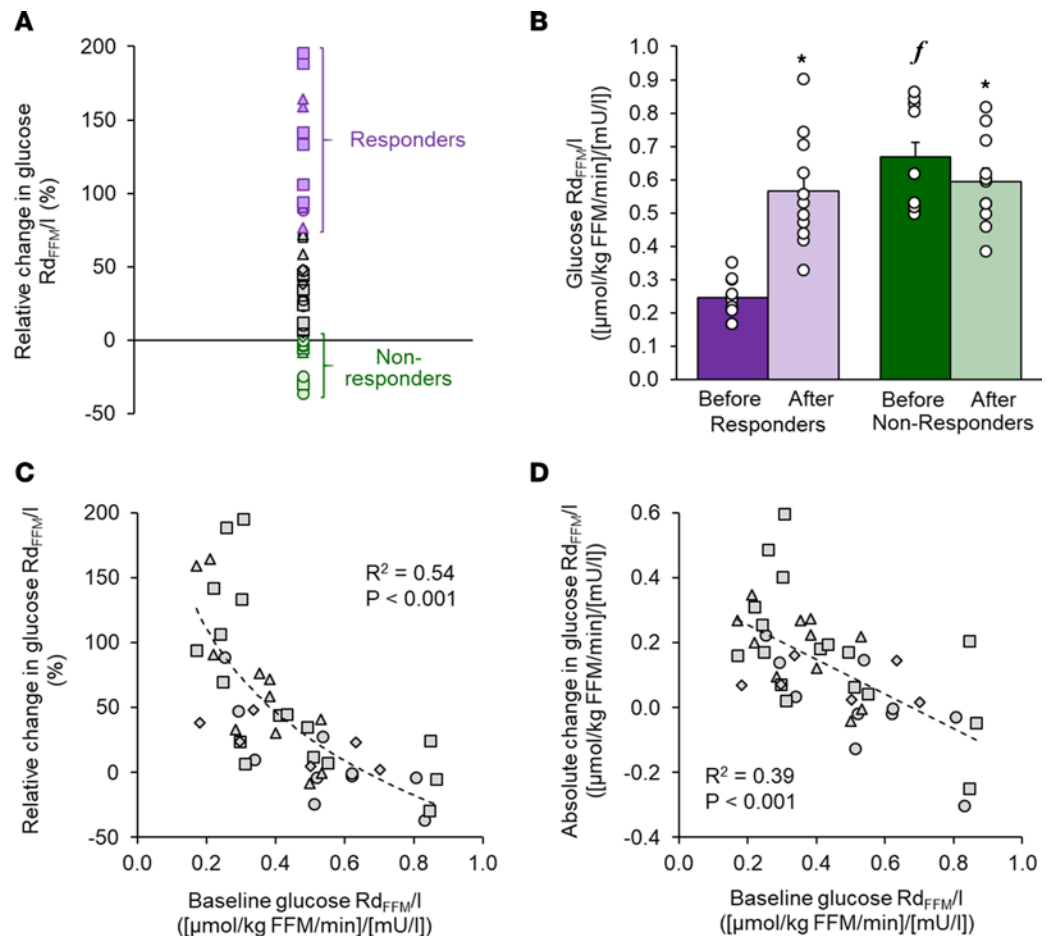 A
Relative change in glucose
Rd_FFM/I (%)
200
150
100
50
0
-50
Responders
Non-
responders
B
Glucose Rd_FFM/I
([µmol/kg FFM/min]/[mU/l])
1.0
0.9
0.8
0.7
0.6
0.5
0.4
0.3
0.2
0.1
0.0
*
f
*
Before After Before After
Responders Non-Responders
C
Relative change in glucose Rd_FFM/I
(%)
200
150
100
50
0
-50
R² = 0.54
P < 0.001
0.0 0.2 0.4 0.6 0.8 1.0
Baseline glucose Rd_FFM/I
([µmol/kg FFM/min]/[mU/l])
D
Absolute change in glucose Rd_FFM/I
([µmol/kg FFM/min]/[mU/l])
0.6
0.4
0.2
0.0
-0.2
-0.4
R² = 0.39
P < 0.001
0.0 0.2 0.4 0.6 0.8 1.0
Baseline glucose Rd_FFM/I
([µmol/kg FFM/min]/[mU/l])